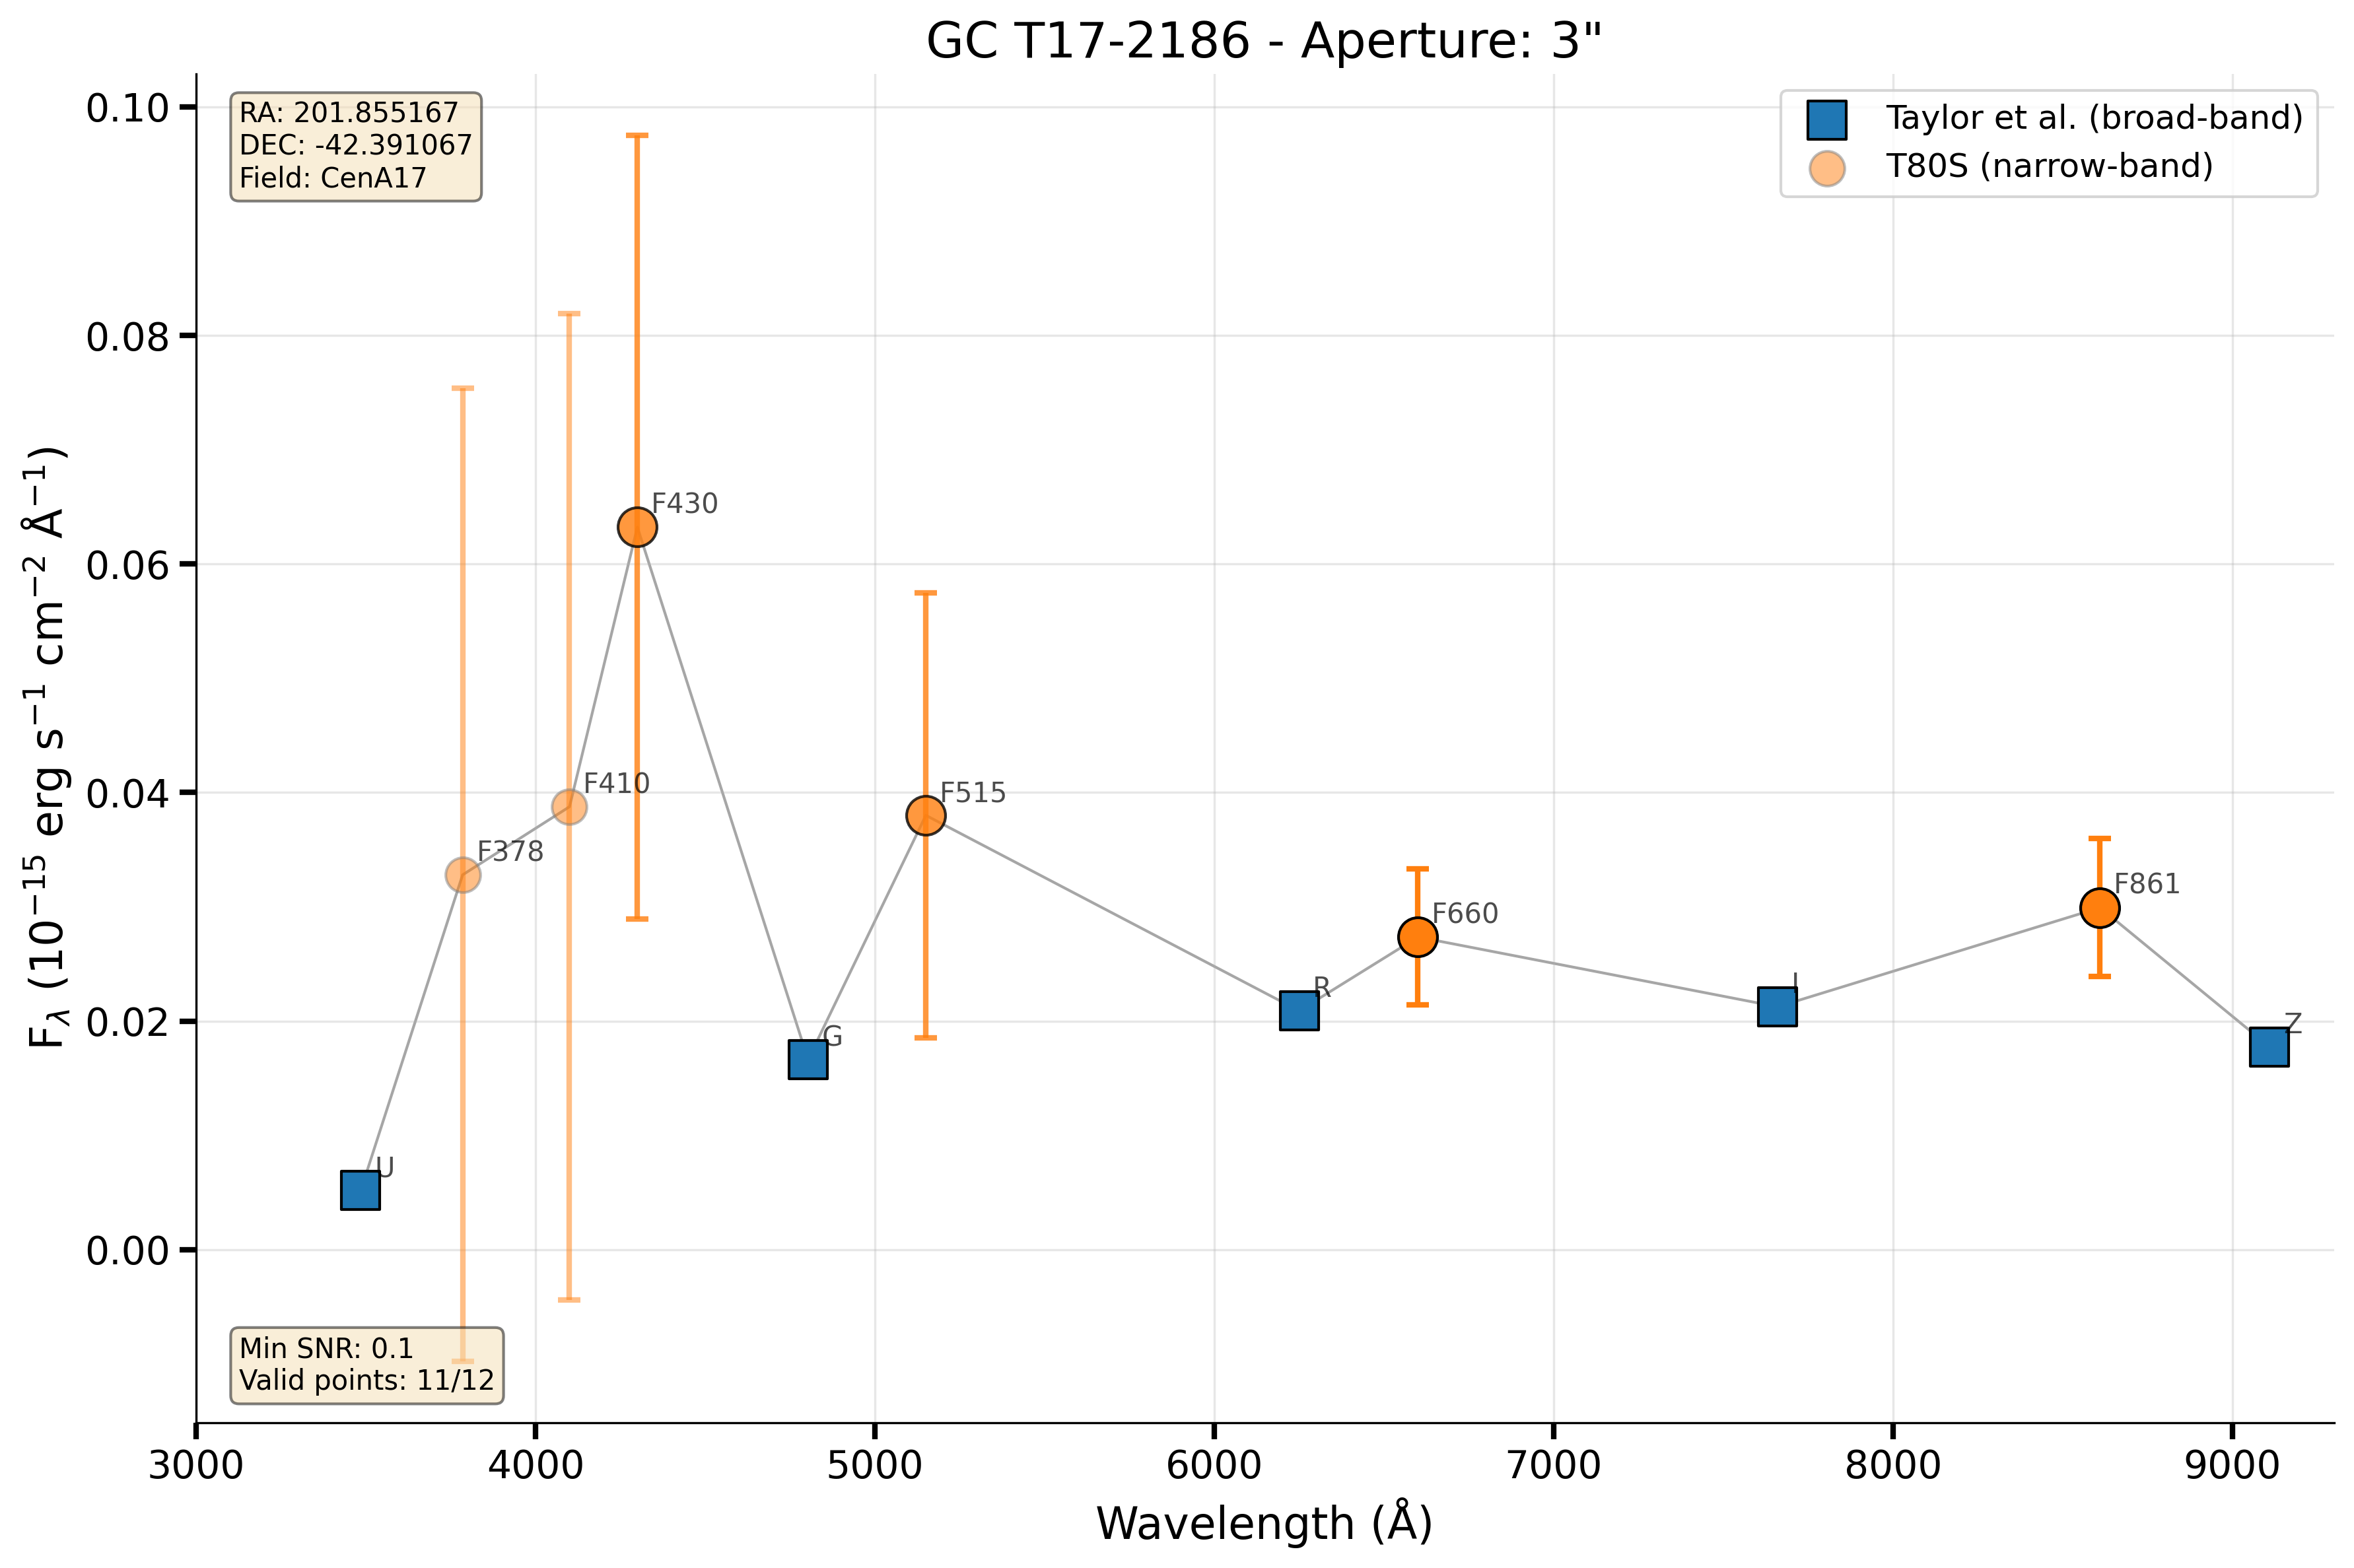 GC T17-2186 - Aperture: 3"
RA: 201.855167
DEC: -42.391067
Field: CenA17
Taylor et al. (broad-band)
T80S (narrow-band)
F$_λ$ (10$^{-15}$ erg s$^{-1}$ cm$^{-2}$ Å$^{-1}$)
0.10
0.08
0.06
0.04
0.02
0.00
U
F378
F410
F430
G
F515
R
F660
I
F861
Z
Min SNR: 0.1
Valid points: 11/12
3000
4000
5000
6000
7000
8000
9000
Wavelength (Å)